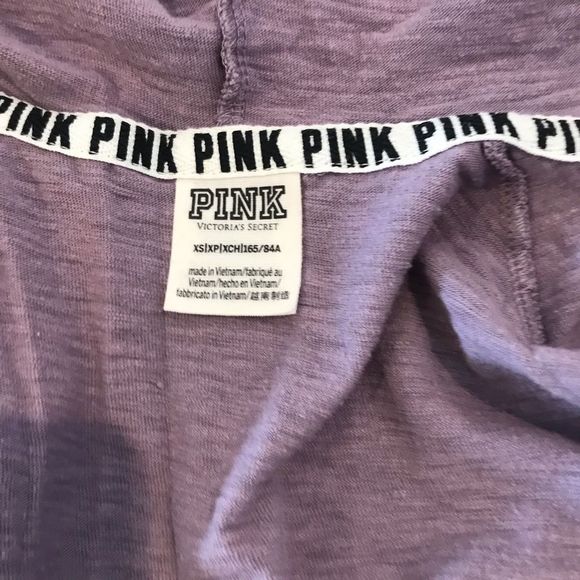 PINK PINK PINK PINK PINK PINK
PINK
VICTORIA'S SECRET
XS|XP|XCH|165/84A
made in Vietnam/fabriqué au
Vietnam/hecho en Vietnam/
fabbricato in Vietnam/越南制造